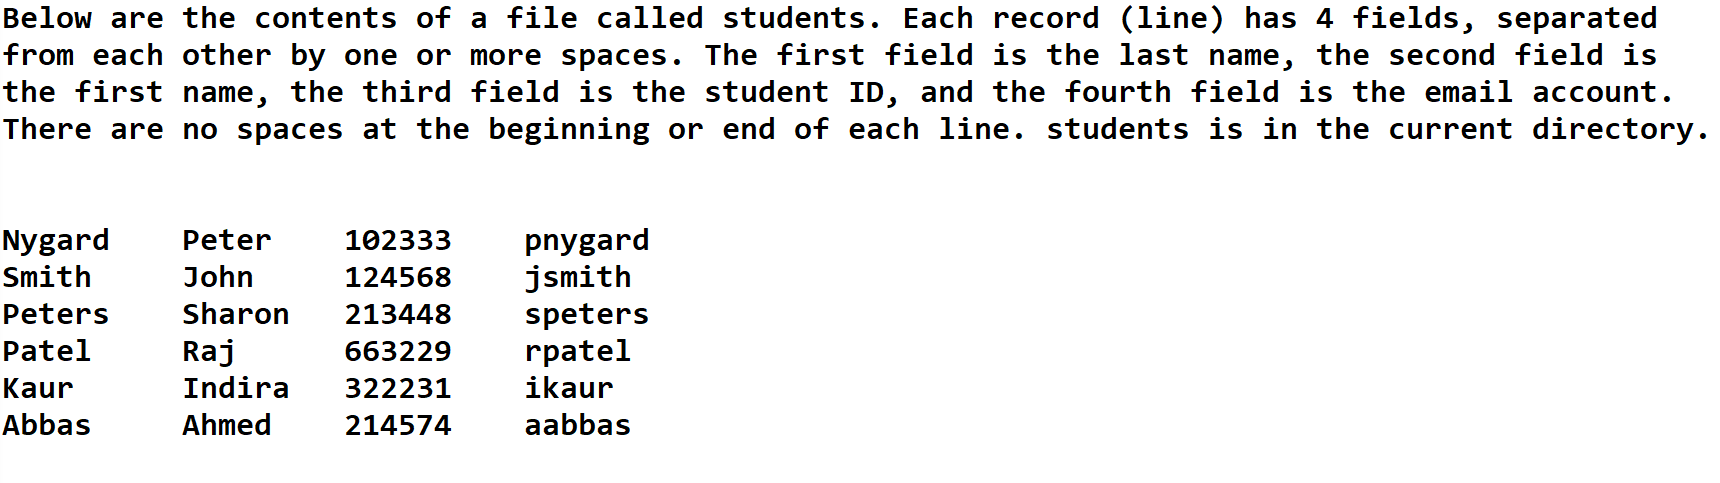 Below are the contents of a file called students. Each record (line) has 4 fields, separated
from each other by one or more spaces. The first field is the last name, the second field is
the first name, the third field is the student ID, and the fourth field is the email account.
There are no spaces at the beginning or end of each line. students is in the current directory.
Nygard    Peter    102333    pnygard
Smith     John     124568    jsmith
Peters    Sharon   213448    speters
Patel     Raj      663229    rpatel
Kaur      Indira   322231    ikaur
Abbas     Ahmed    214574    aabbas